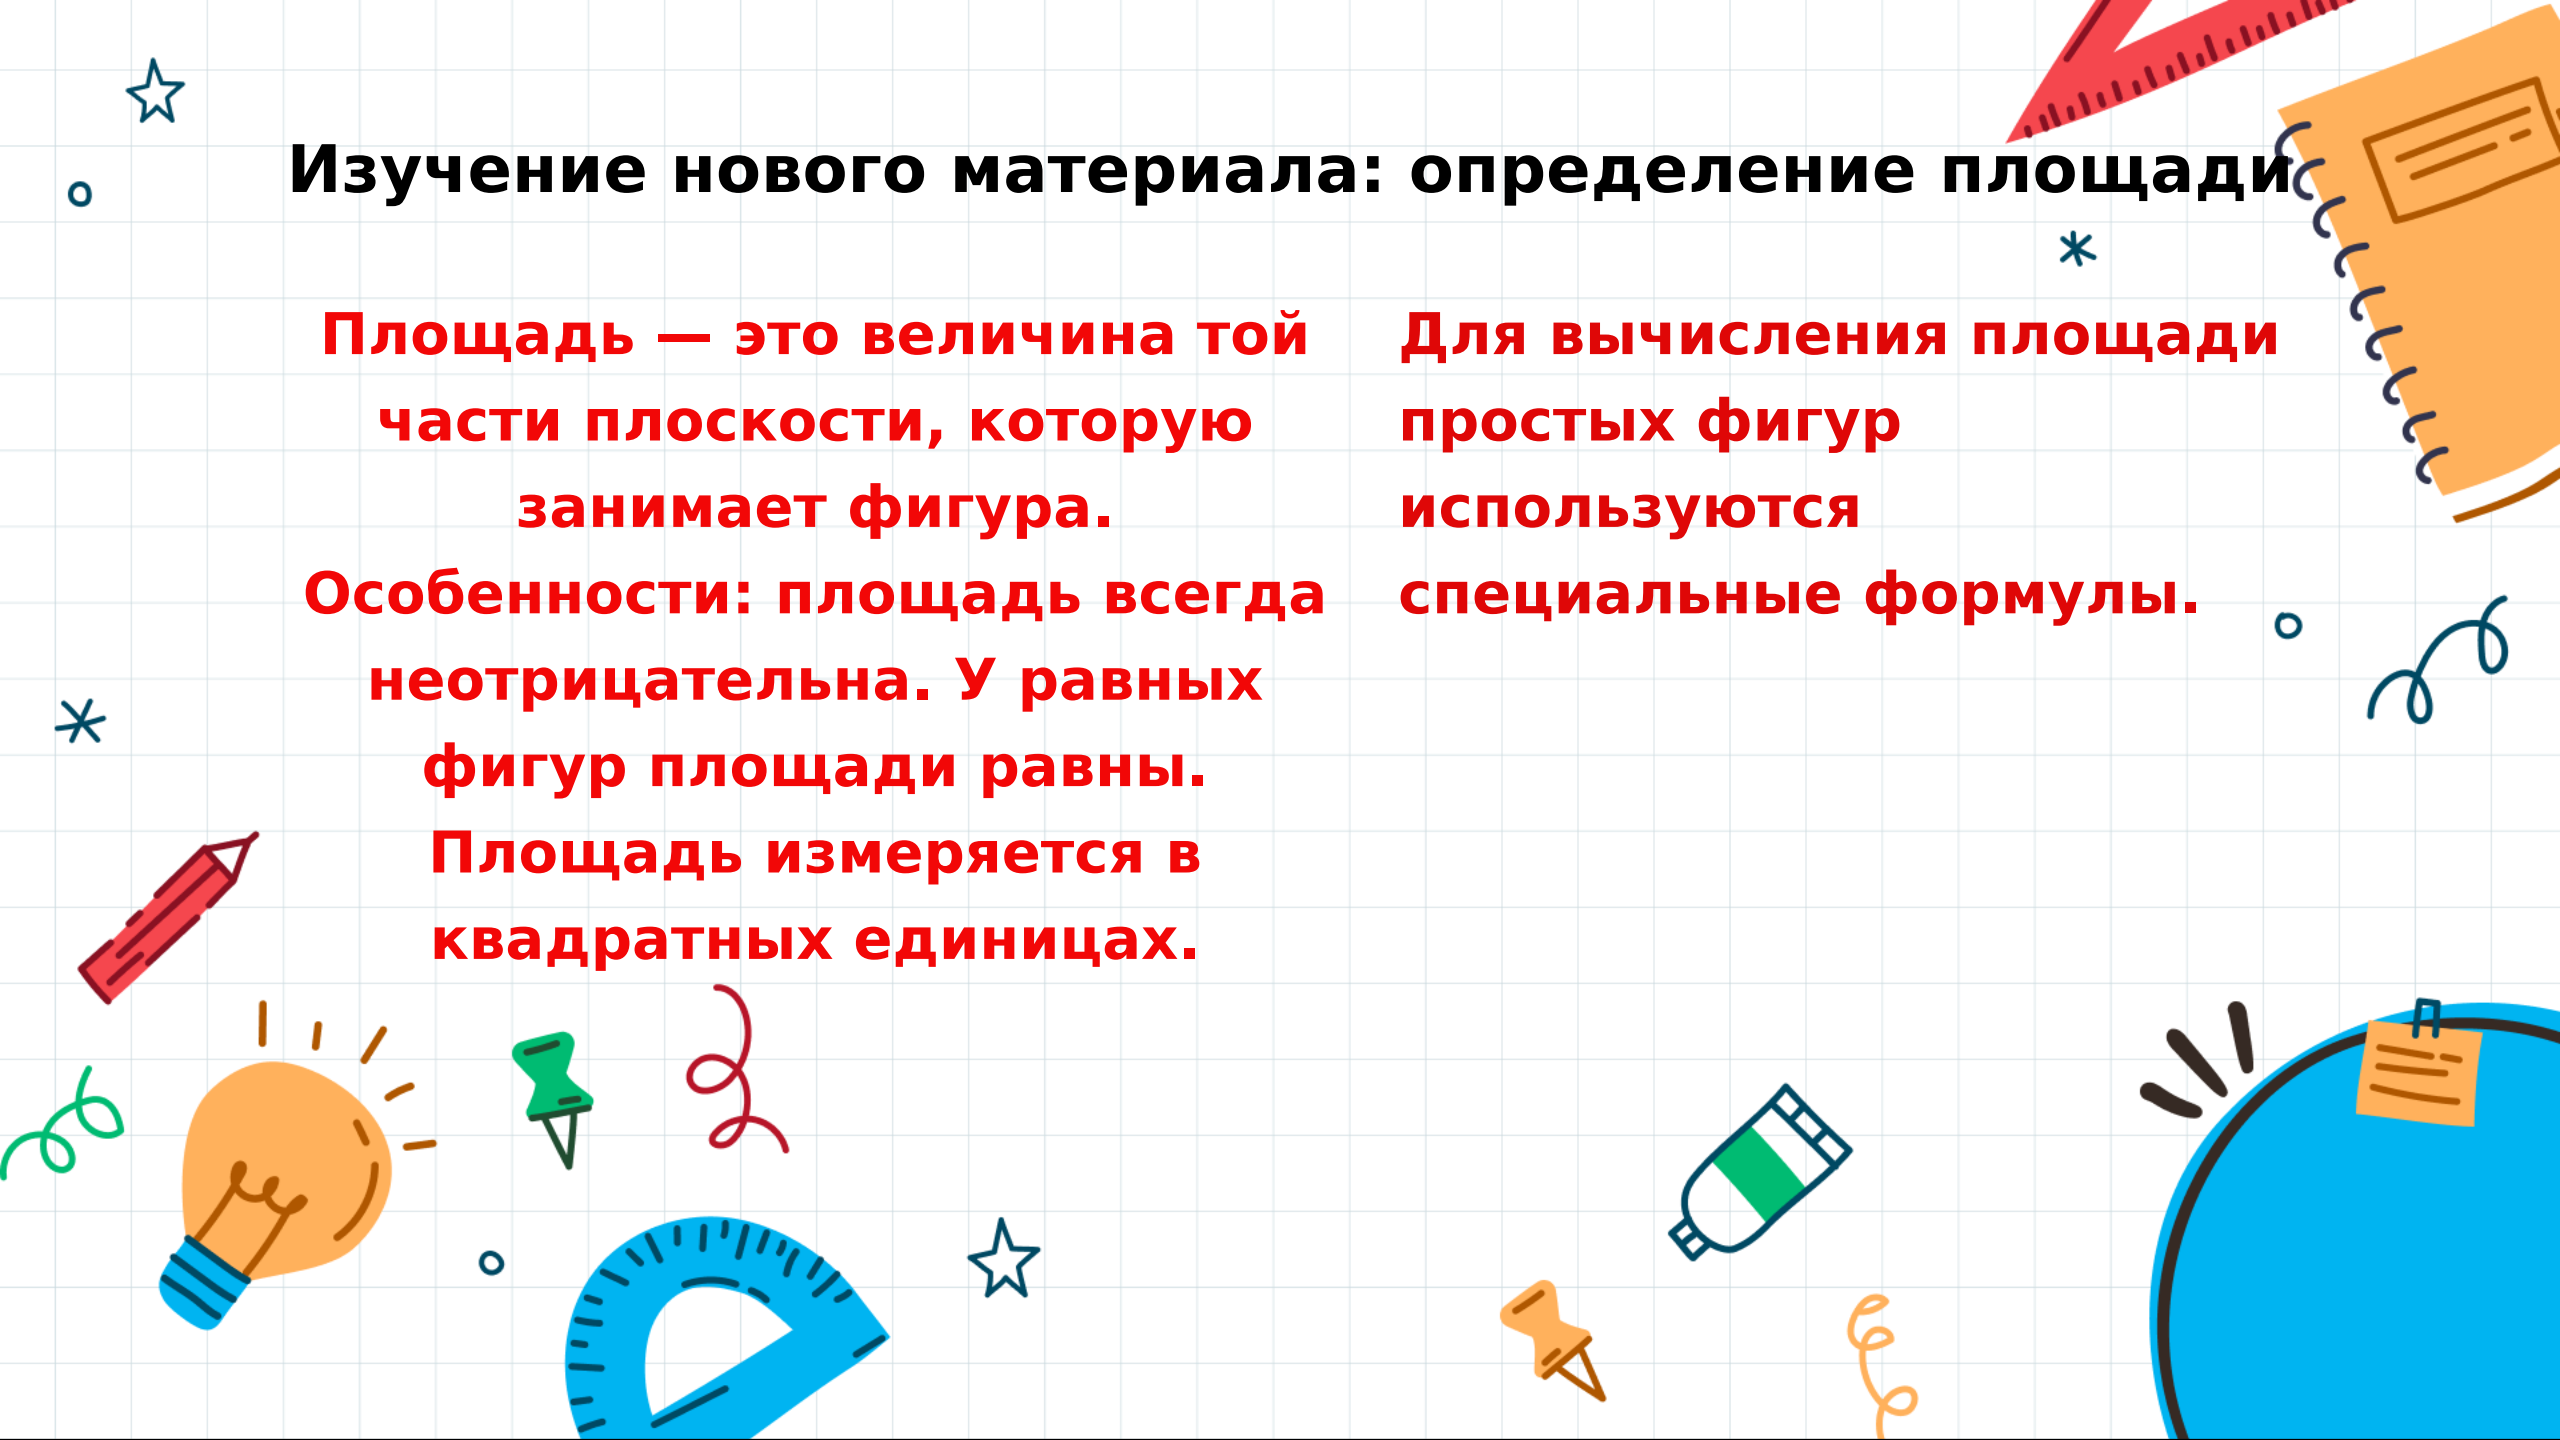 Изучение нового материала: определение площади
Площадь — это величина той
части плоскости, которую
занимает фигура.
Особенности: площадь всегда
неотрицательна. У равных
фигур площади равны.
Площадь измеряется в
квадратных единицах.
Для вычисления площади
простых фигур
используются
специальные формулы.